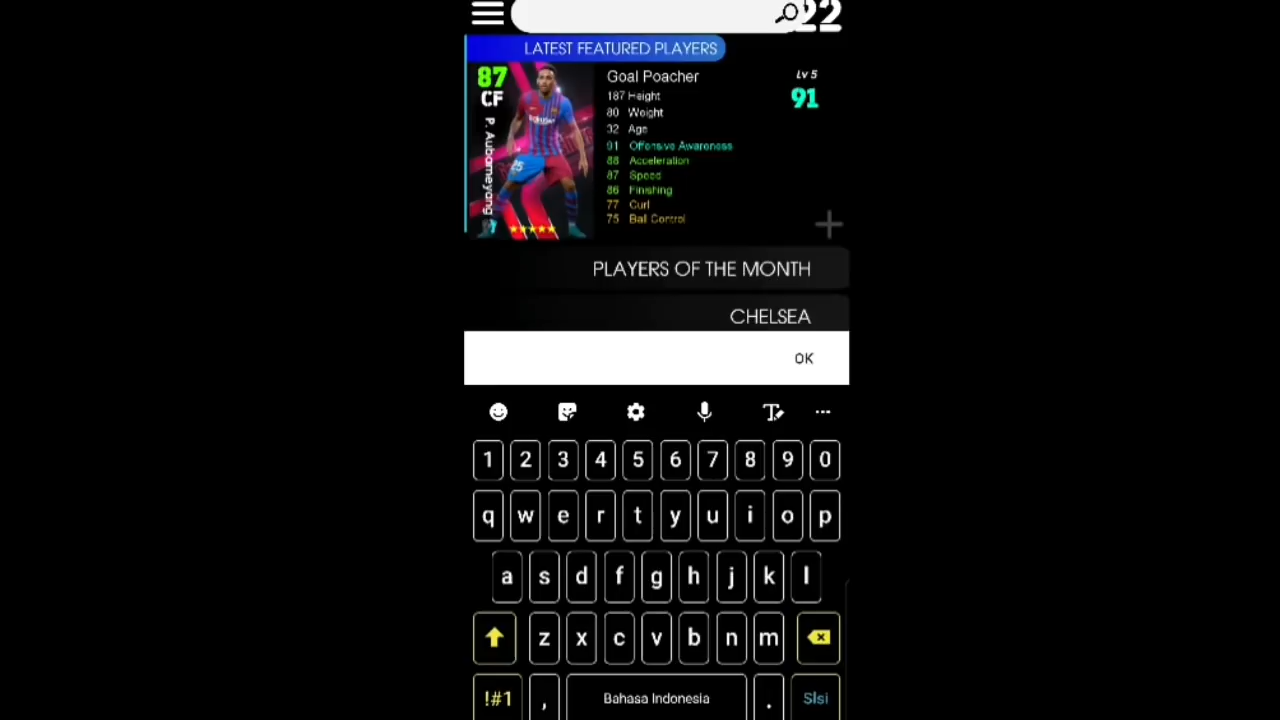 22
LATEST FEATURED PLAYERS
87
CF
P. Aubameyang
Goal Poacher
187 Height
80 Weight
32 Age
91 Offensive Awareness
88 Acceleration
87 Speed
86 Finishing
77 Curl
75 Ball Control
Lv 5
91
PLAYERS OF THE MONTH
CHELSEA
OK
1 2 3 4 5 6 7 8 9 0
q w e r t y u i o p
a s d f g h j k l
z x c v b n m
!#1 , Bahasa Indonesia . Slsi